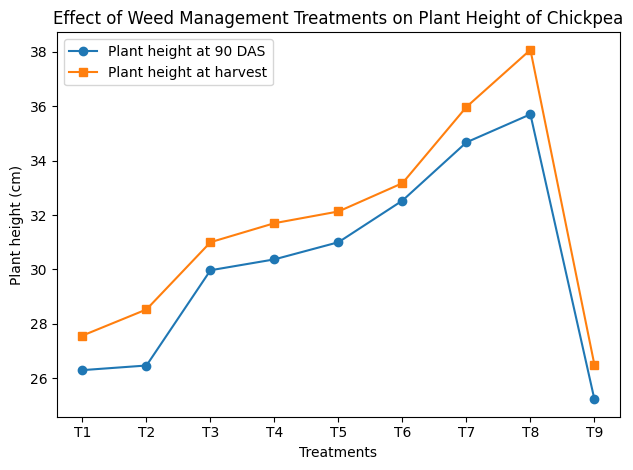 Effect of Weed Management Treatments on Plant Height of Chickpea
Plant height at 90 DAS
Plant height at harvest
Plant height (cm)
38
36
34
32
30
28
26
T1 T2 T3 T4 T5 T6 T7 T8 T9
Treatments